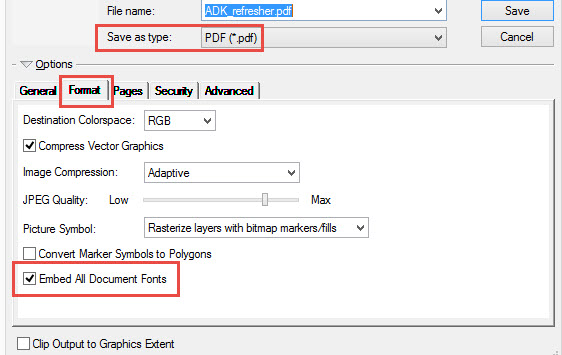 File name: ADK_refresher.pdf Save
Save as type: PDF (*.pdf) Cancel
Options
General Format Pages Security Advanced
Destination Colorspace: RGB
Compress Vector Graphics
Image Compression: Adaptive
JPEG Quality: Low Max
Picture Symbol: Rasterize layers with bitmap markers/fills
Convert Marker Symbols to Polygons
Embed All Document Fonts
Clip Output to Graphics Extent